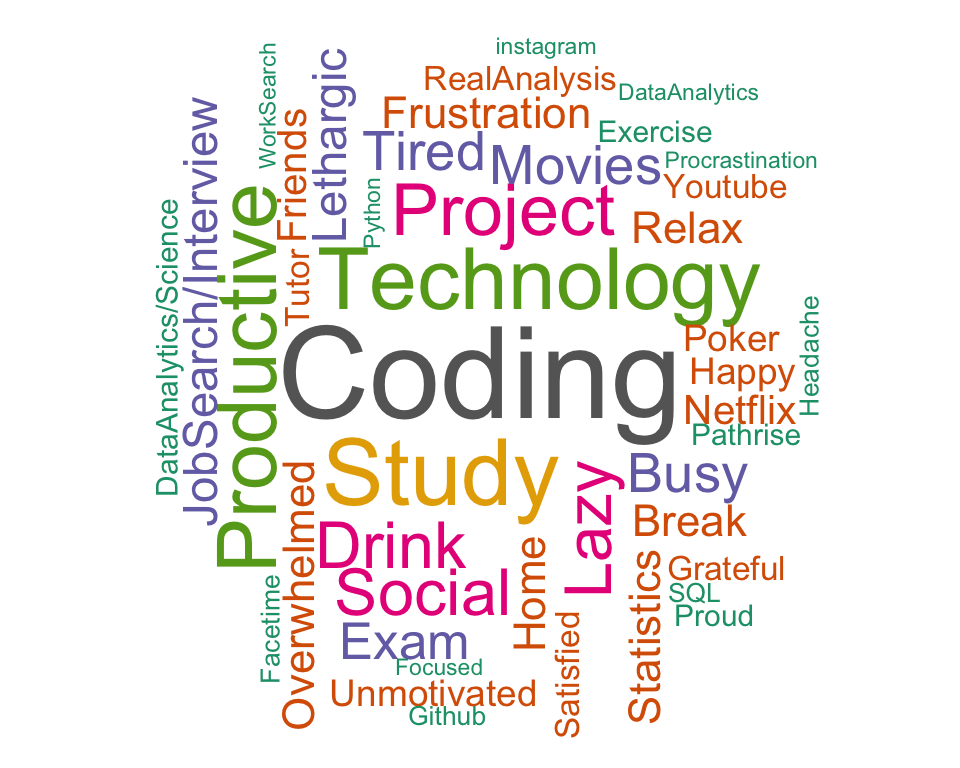 instagram
RealAnalysis
DataAnalytics
Frustration
Exercise
Tired
Movies
Procrastination
Youtube
Project
Relax
WorkSearch
Friends
Lethargic
Python
JobSearch/Interview
DataAnalytics/Science
Productive
Tutor
Technology
Coding
Poker
Happy
Headache
Netflix
Pathrise
Study
Lazy
Busy
Break
Drink
Social
Overwhelmed
Facetime
Home
Statistics
Grateful
SQL
Proud
Exam
Focused
Satisfied
Unmotivated
Github